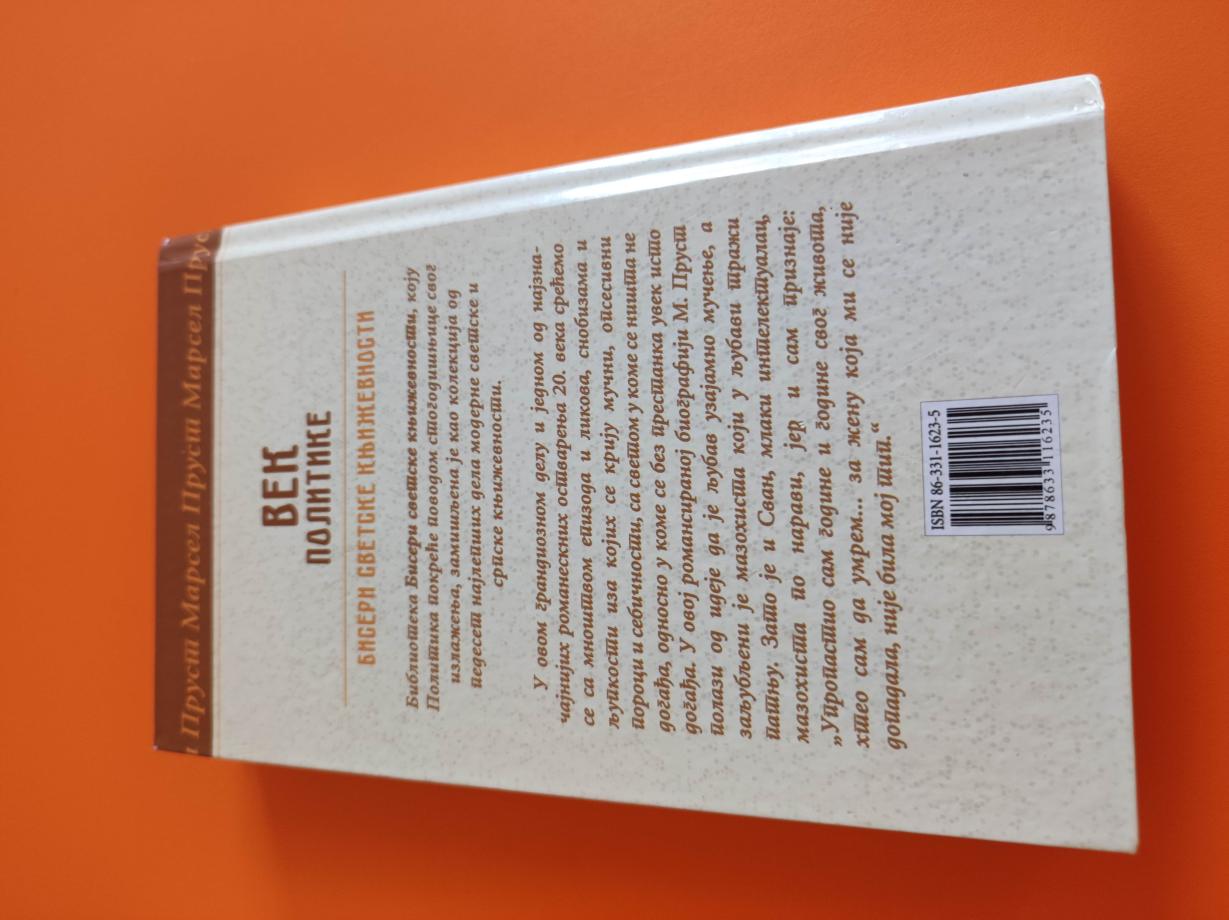 и Пруст Марсел Пруст Марсел Прус
ВЕК
ПОЛИТИКЕ
БИСЕРИ СВЕТСКЕ КЊИЖЕВНОСТИ
Библиотека Бисери светске књижевности, коју
Политика покреће поводом стогодишњице свог
излажења, замишљена је као колекција од
педесет најлепших дела модерне светске и
српске књижевности.
У овом грандиозном делу и једном од најзна-
чајнијих романескних остварења 20. века срећемо
се са мноштвом епизода и ликова, снобизама и
љупкости иза којих се крију мучни, опсесивни
пороци и себичности, са светом у коме се ништа не
догађа, односно у коме се без престанка увек исто
догађа. У овој романсираној биографији М. Пруст
полази од идеје да је љубав узајамно мучење, а
заљубљени је мазохиста који у љубави тражи
патњу. Зато је и Сван, млаки интелектуалац,
мазохиста по нарави, јер и сам признаје:
„Упропастио сам године и године свог живота,
хтео сам да умрем... за жену која ми се није
допадала, није била мој тип.“
ISBN 86-331-1623-5
9788633116235